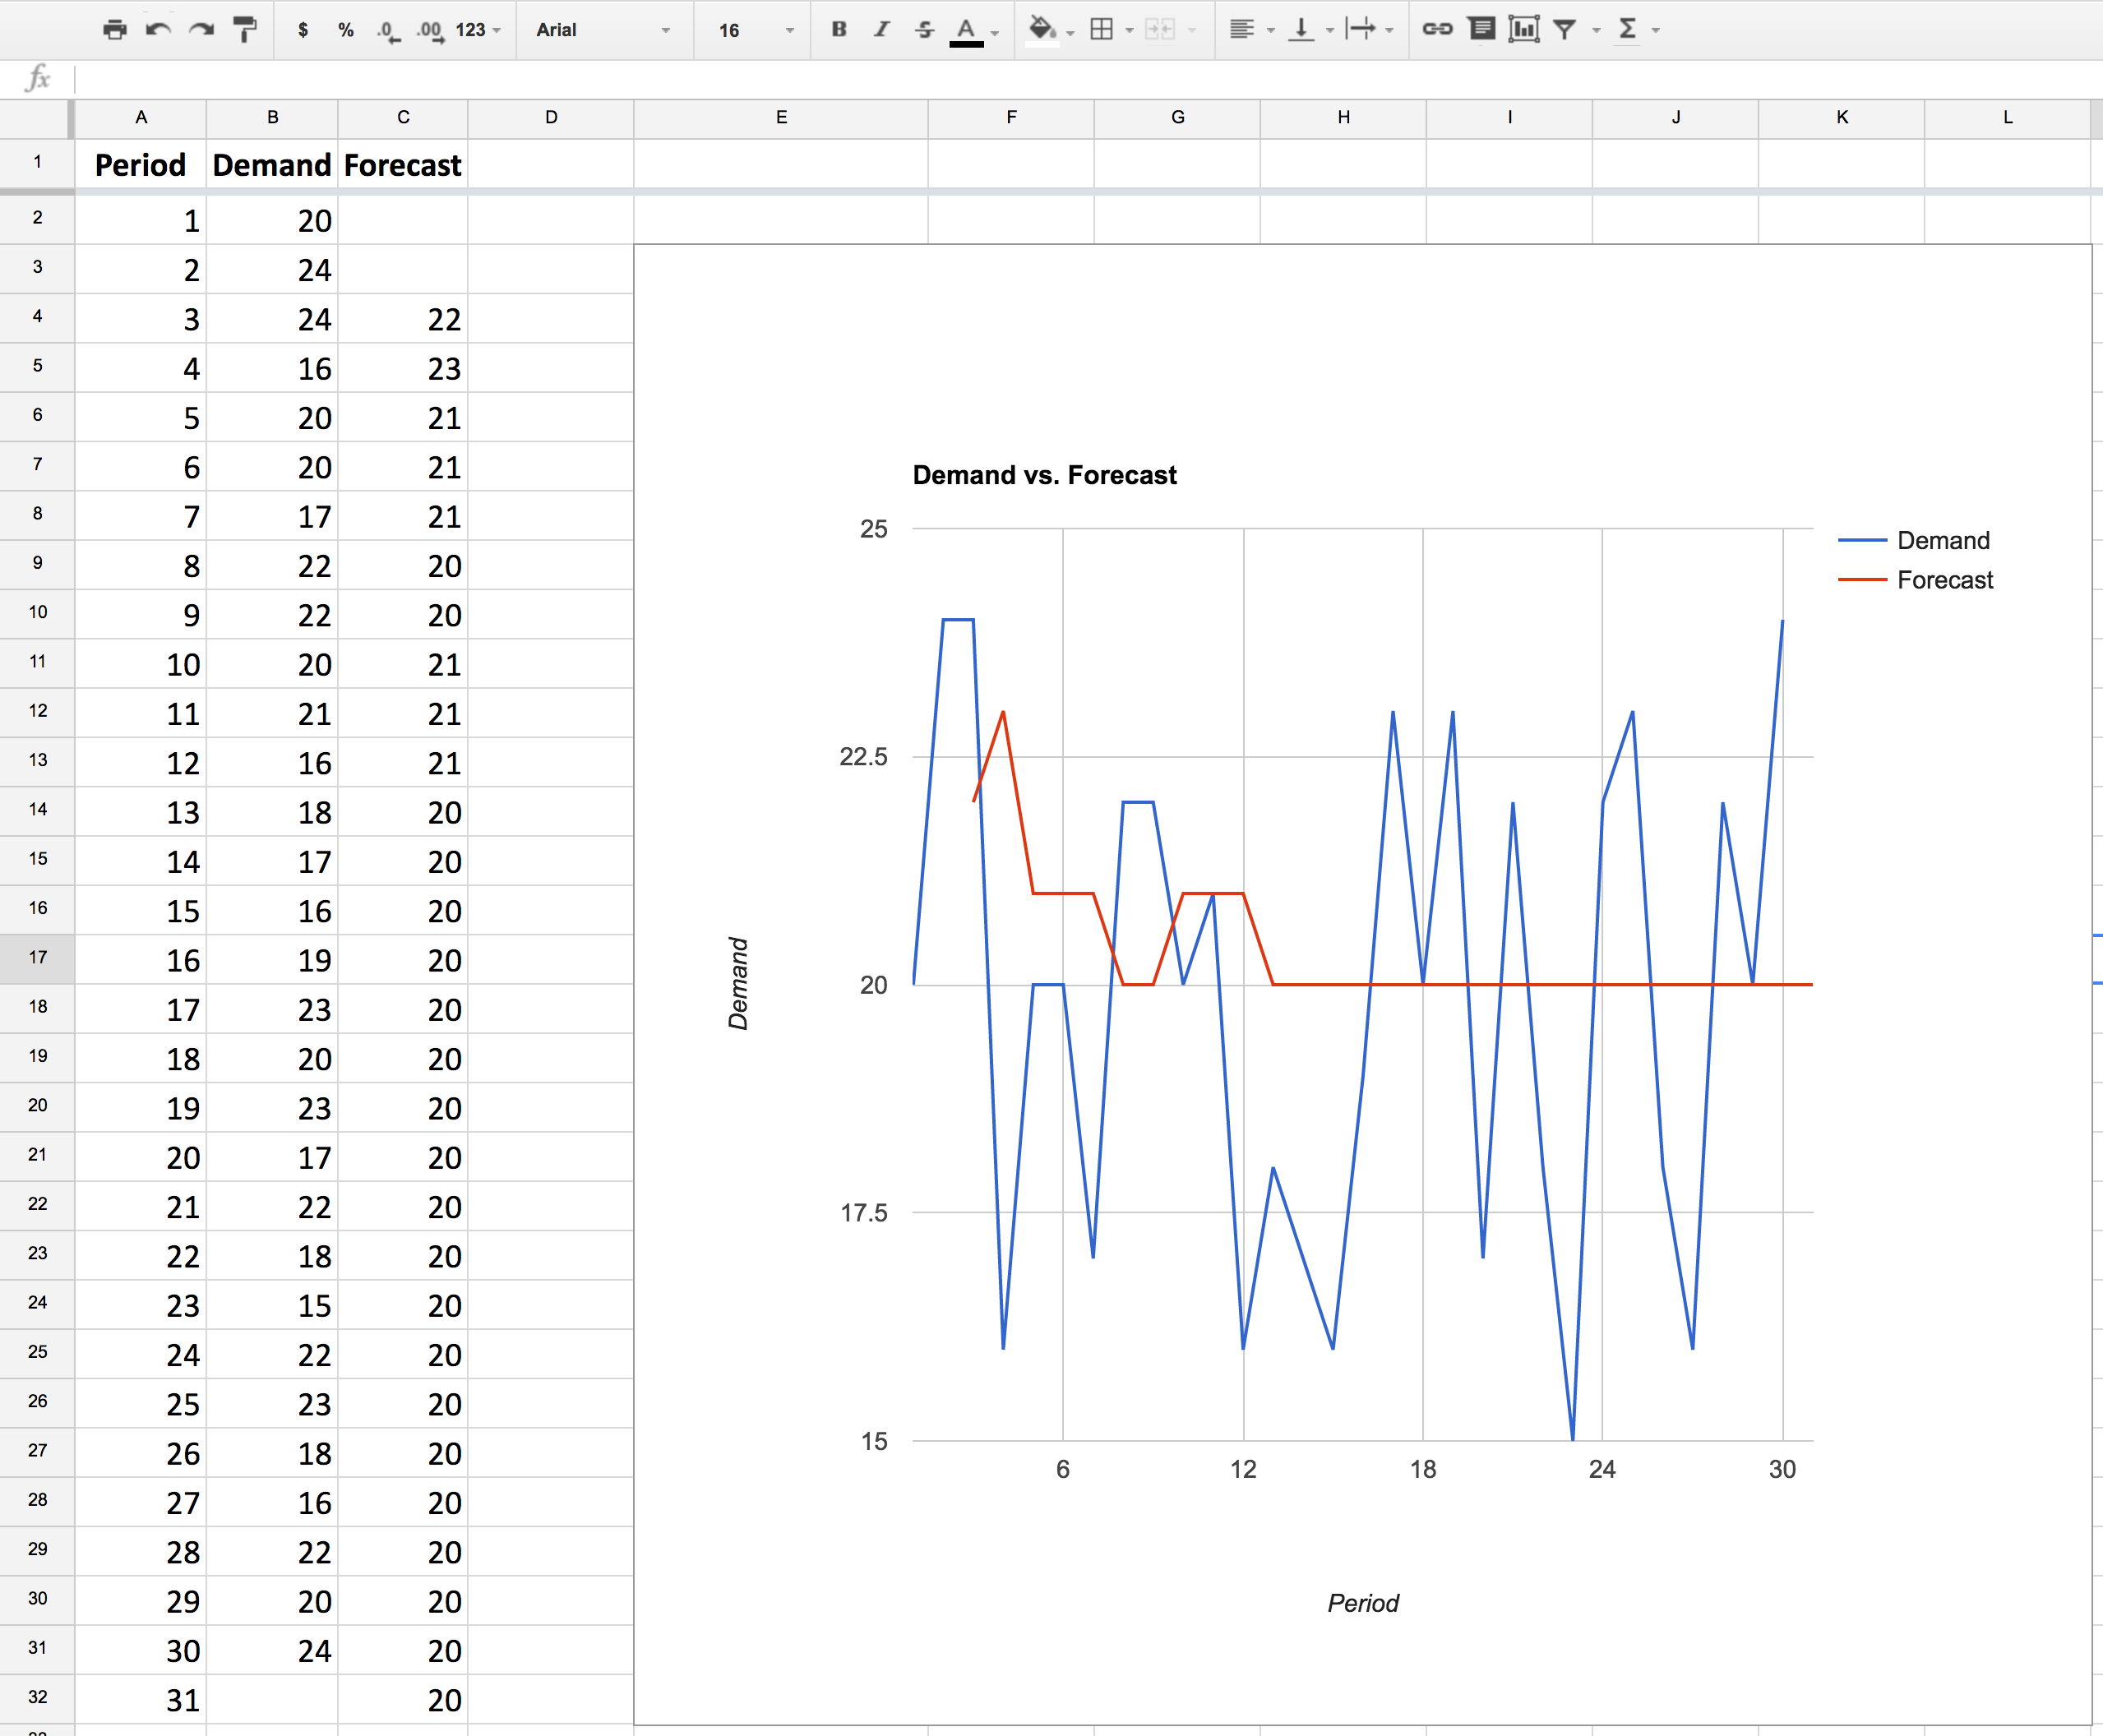 $ % .0 .00 123 Arial 16 B I S A Σ
fx
A B C D E F G H I J K L
1 Period Demand Forecast
2 1 20
3 2 24
4 3 24 22
5 4 16 23
6 5 20 21
7 6 20 21
8 7 17 21
9 8 22 20
10 9 22 20
11 10 20 21
12 11 21 21
13 12 16 21
14 13 18 20
15 14 17 20
16 15 16 20
17 16 19 20
18 17 23 20
19 18 20 20
20 19 23 20
21 20 17 20
22 21 22 20
23 22 18 20
24 23 15 20
25 24 22 20
26 25 23 20
27 26 18 20
28 27 16 20
29 28 22 20
30 29 20 20
31 30 24 20
32 31 20
Demand vs. Forecast
25
22.5
20
17.5
15
Demand
6 12 18 24 30
Period
Demand
Forecast